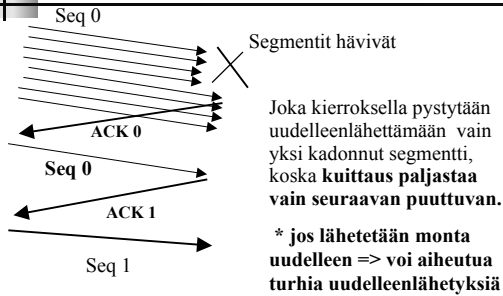 Seq 0
Segmentit hävivät
ACK 0
Seq 0
ACK 1
Seq 1
Joka kierroksella pystytään
uudelleenlähettämään vain
yksi kadonnut segmentti,
koska kuittaus paljastaa
vain seuraavan puuttuvan.
* jos lähetetään monta
uudelleen => voi aiheutua
turhia uudelleenlähetyksiä